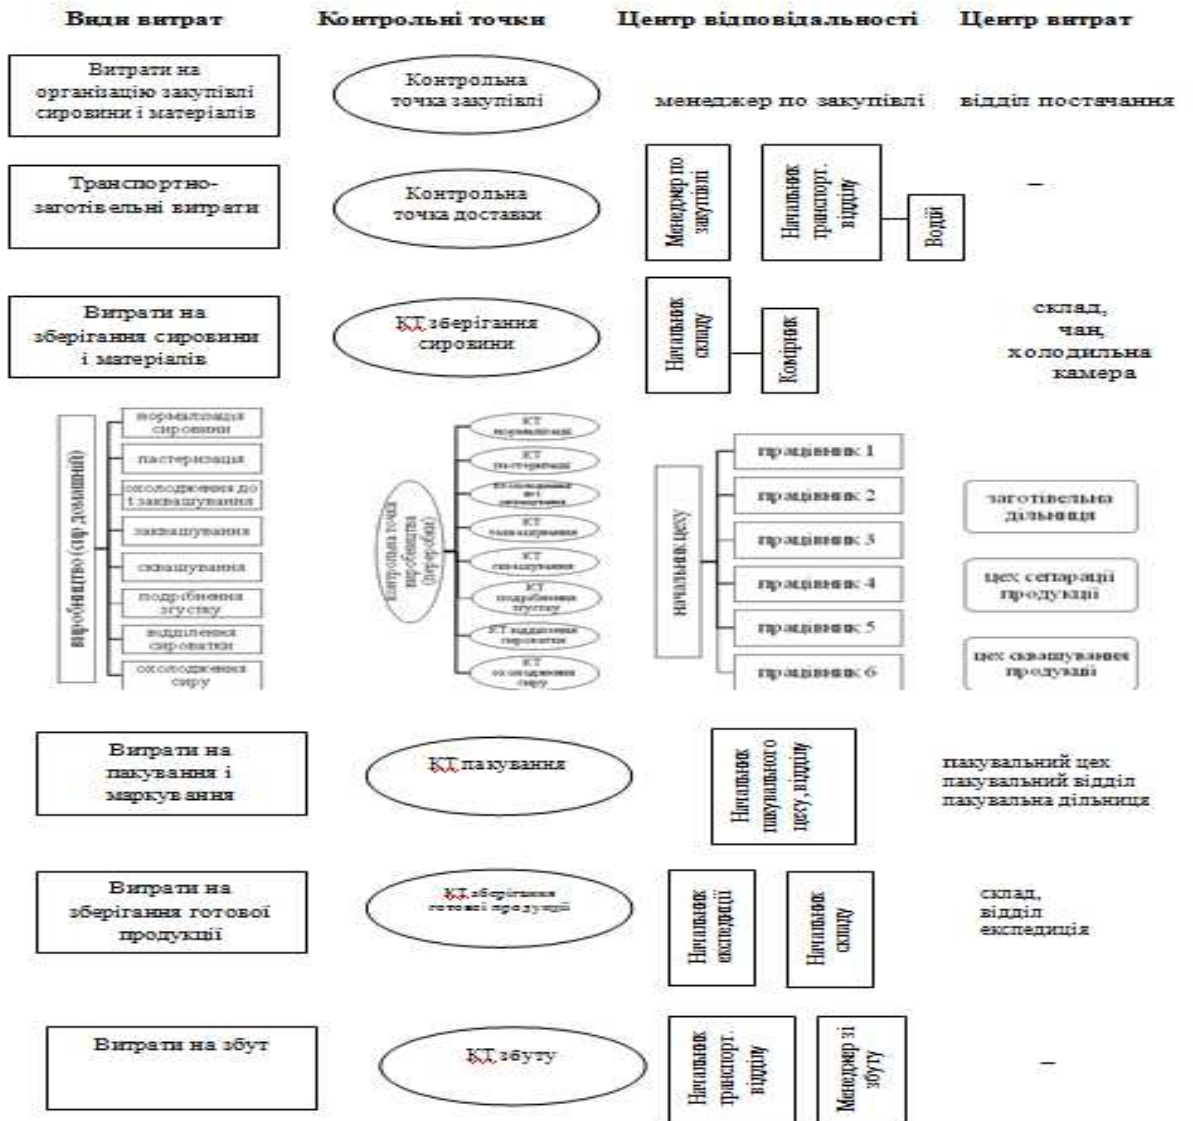 Види витрат
Контрольні точки
Центр відповідальності
Центр витрат
Витрати на
організацію закупівлі
сировини і матеріалів
Контрольна
точка закупівлі
менеджер по закупівлі
відділ постачання
Транспортно-
заготівельні витрати
Контрольна
точка доставки
Менеджер по
закупівлі
Начальник
транспорт.
відділу
Водій
–
Витрати на
зберігання сировини
і матеріалів
КТ зберігання
сировини
Начальник
складу
Комірник
склад,
чан,
холодильна
камера
виробництво (сир домашній)
нормалізація
сировини
пастеризація
охолодження до
t заквашування
заквашування
сквашування
подрібнення
згустку
відділення
сироватки
охолодження
сиру
Контрольна точка
виробництва
(переробки)
КТ
нормалізації
КТ
пастеризації
КТ
заквашування
КТ
сквашування
КТ
подрібнення
згустку
КТ відділення
сироватки
КТ
охолодження
сиру
начальник цеху
працівник 1
працівник 2
працівник 3
працівник 4
працівник 5
працівник 6
заготівельна
дільниця
цех сепарації
продукції
цех сквашування
продукції
Витрати на
пакування і
маркування
КТ пакування
Начальник
пакувального
цеху, відділу
пакувальний цех
пакувальний відділ
пакувальна дільниця
Витрати на
зберігання готової
продукції
КТ зберігання
готової продукції
Начальник
експедиції
Начальник
складу
склад,
відділ
експедиція
Витрати на збут
КТ збуту
Начальник
транспорт.
відділу
Менеджер зі
збуту
–